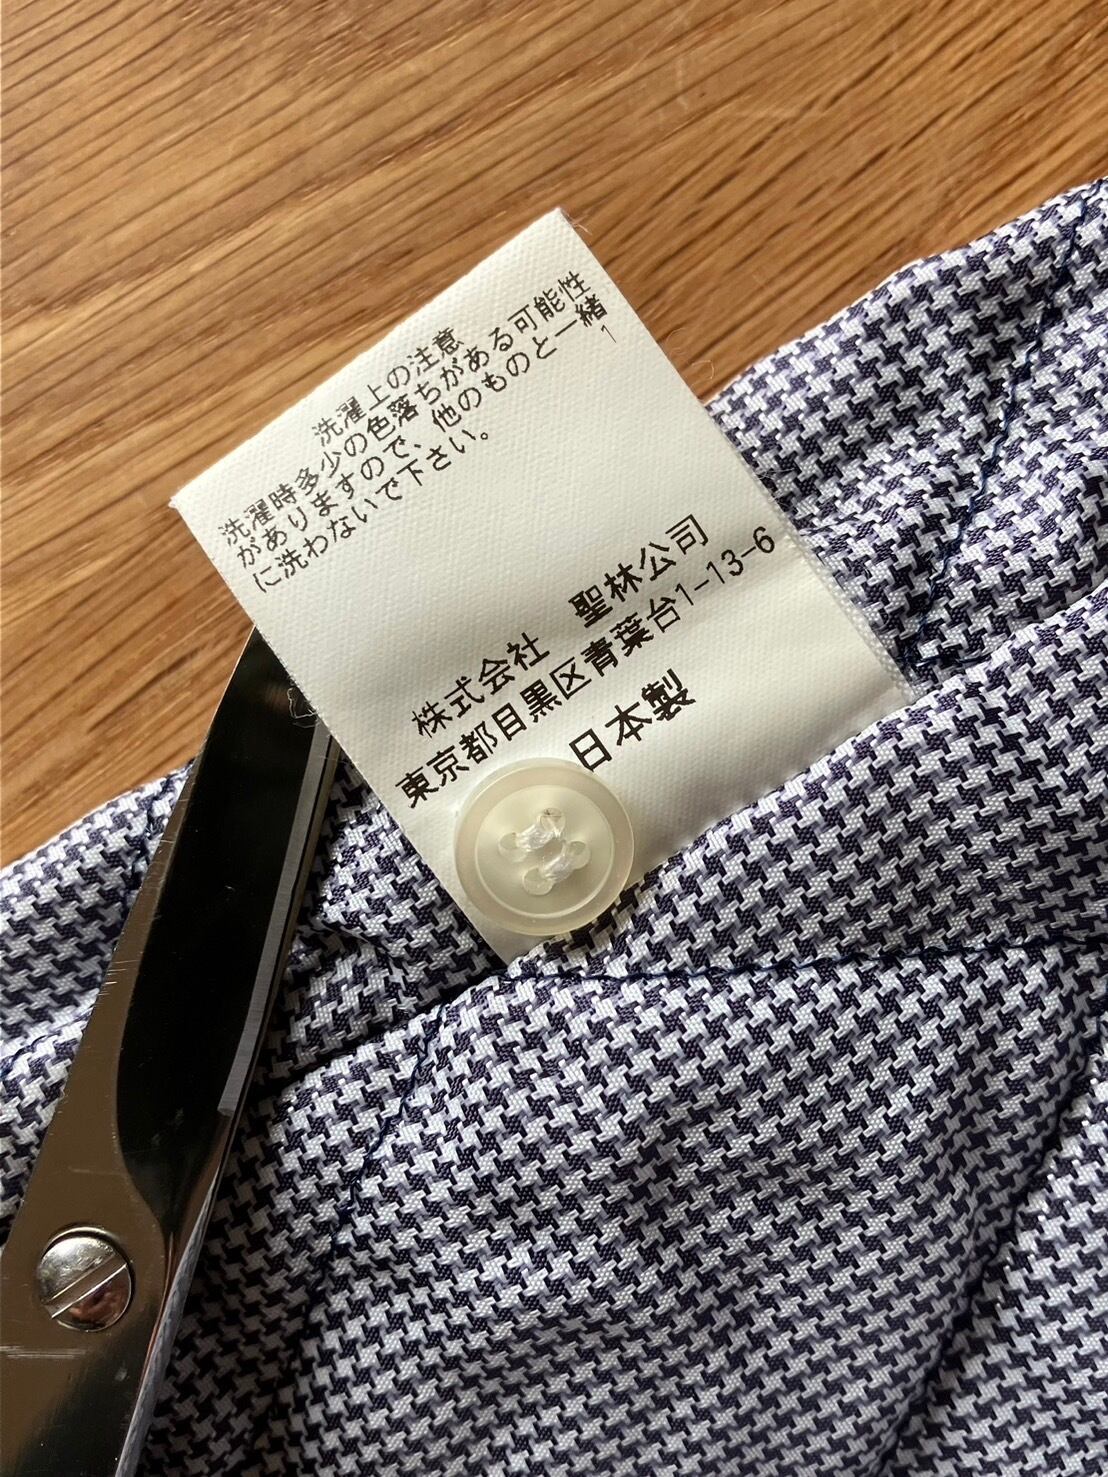 洗濯上の注意
洗濯時多少の色落ちがある可能性
がありますので、他のものと一緒
に洗わないで下さい。
1
株式会社　聖林公司
東京都目黒区青葉台1-13-6
日本製